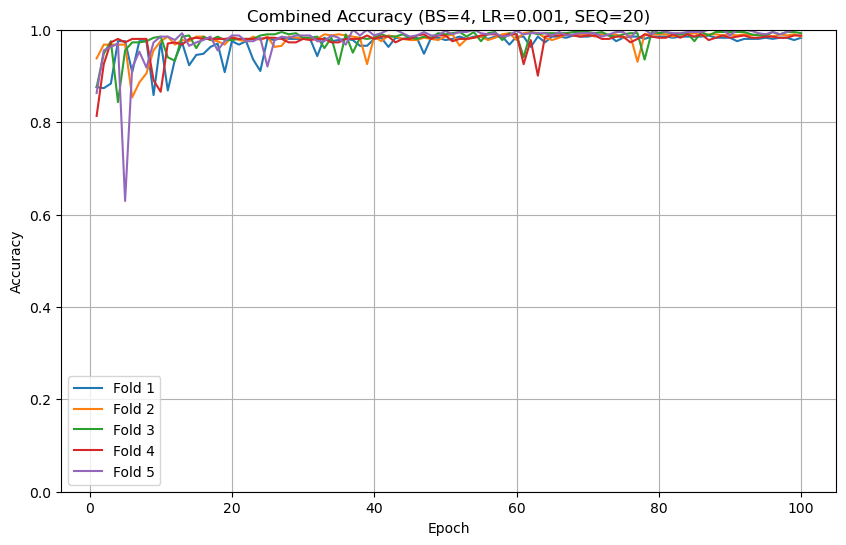 Combined Accuracy (BS=4, LR=0.001, SEQ=20)
1.0
0.8
0.6
0.4
0.2
0.0
Accuracy
Fold 1
Fold 2
Fold 3
Fold 4
Fold 5
0 20 40 60 80 100
Epoch